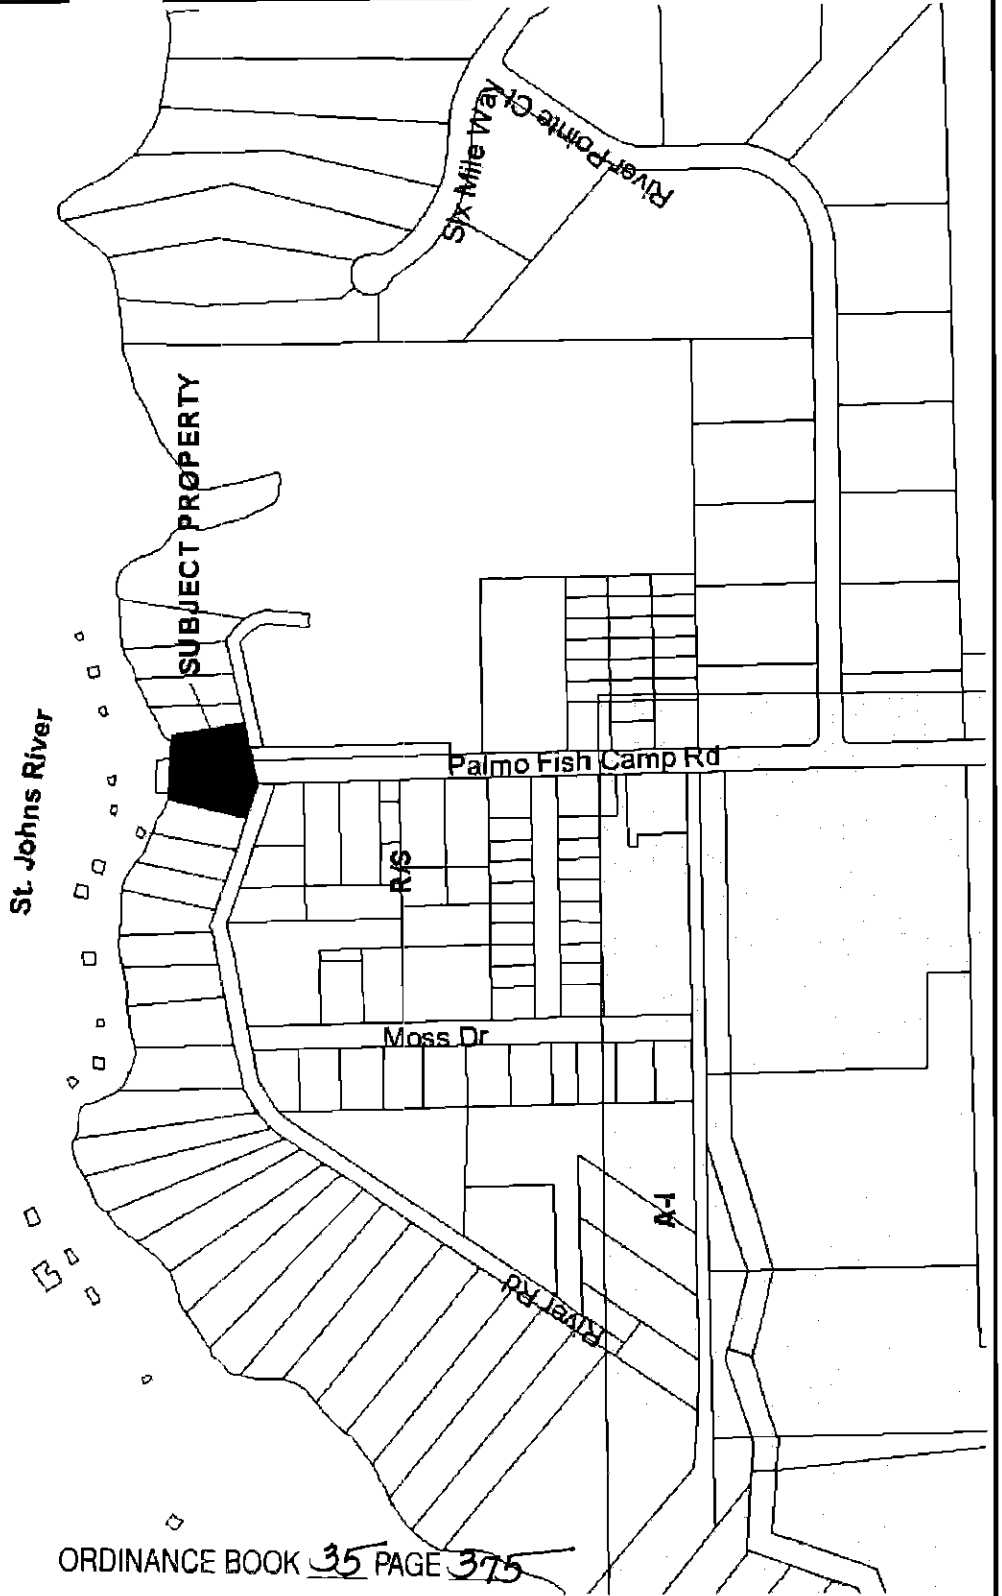 St. Johns River
SUBJECT PROPERTY
Six Mile Way
River Pointe Ct
Palmo Fish Camp Rd
R/S
Moss Dr
River Rd
A-I
ORDINANCE BOOK 35 PAGE 375